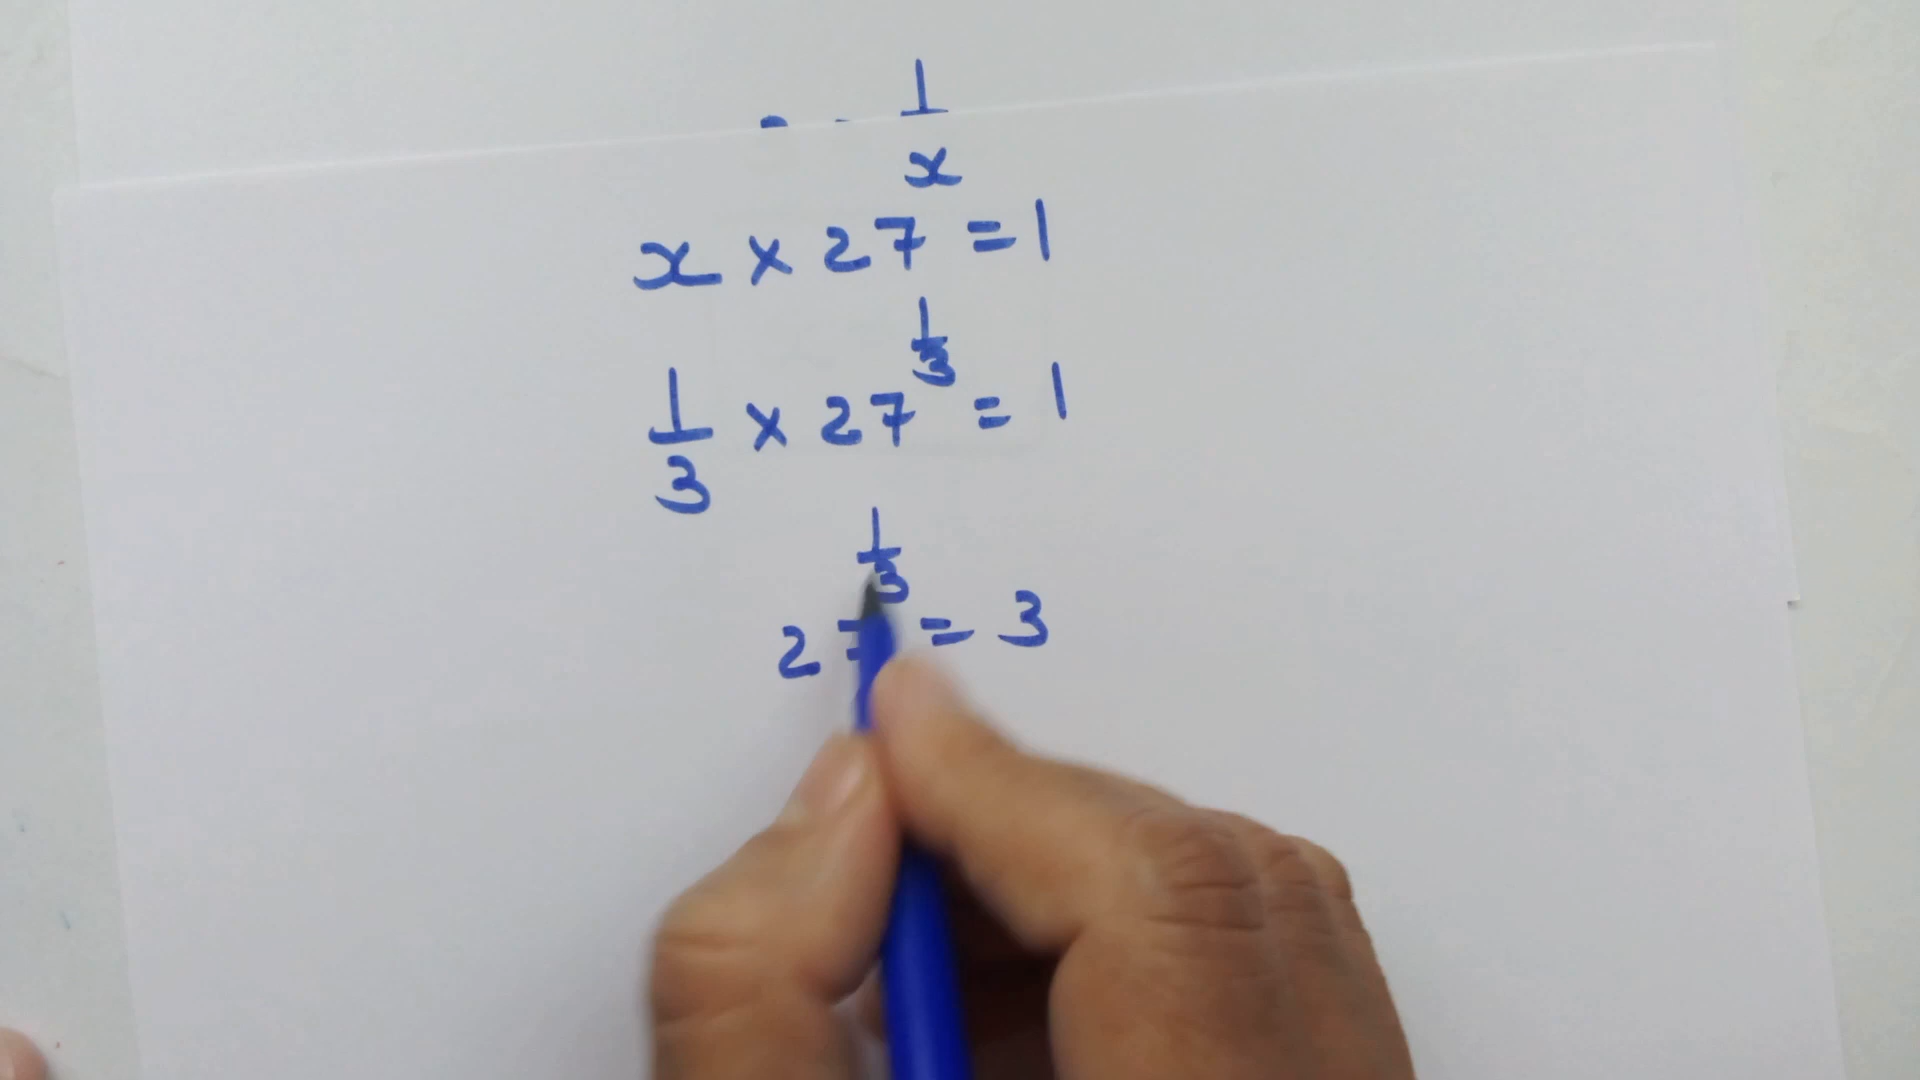 1/x
x × 27 = 1
1/3 × 27^(1/3) = 1
27^(1/3) = 3